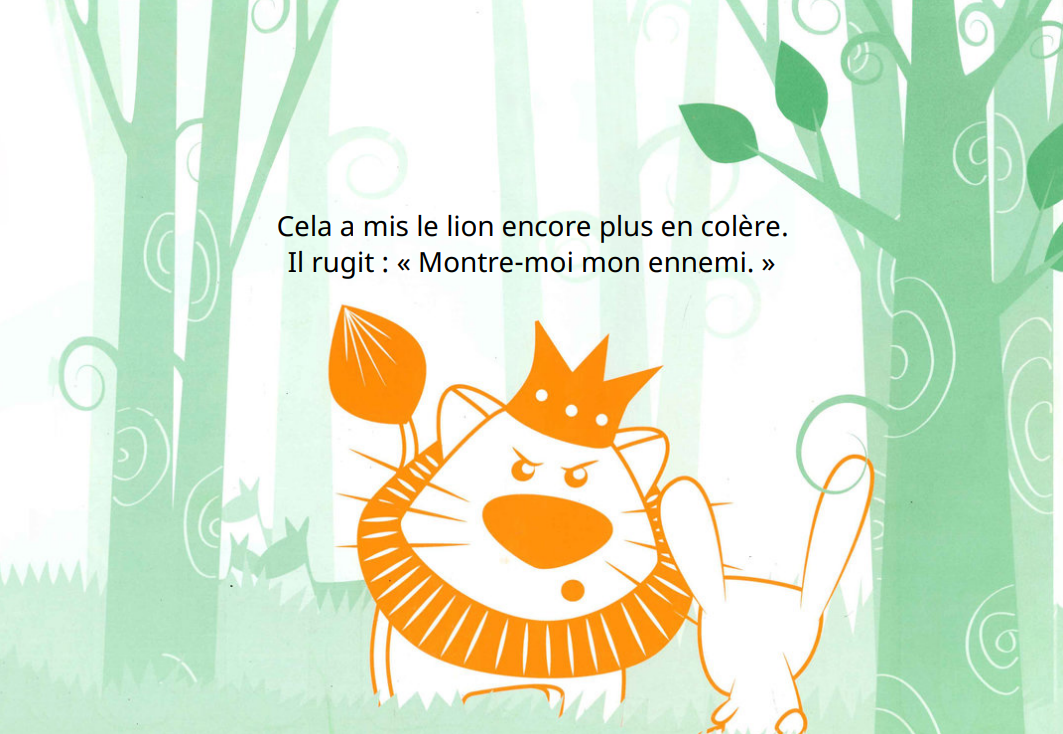 Cela a mis le lion encore plus en colère.
Il rugit : « Montre-moi mon ennemi. »